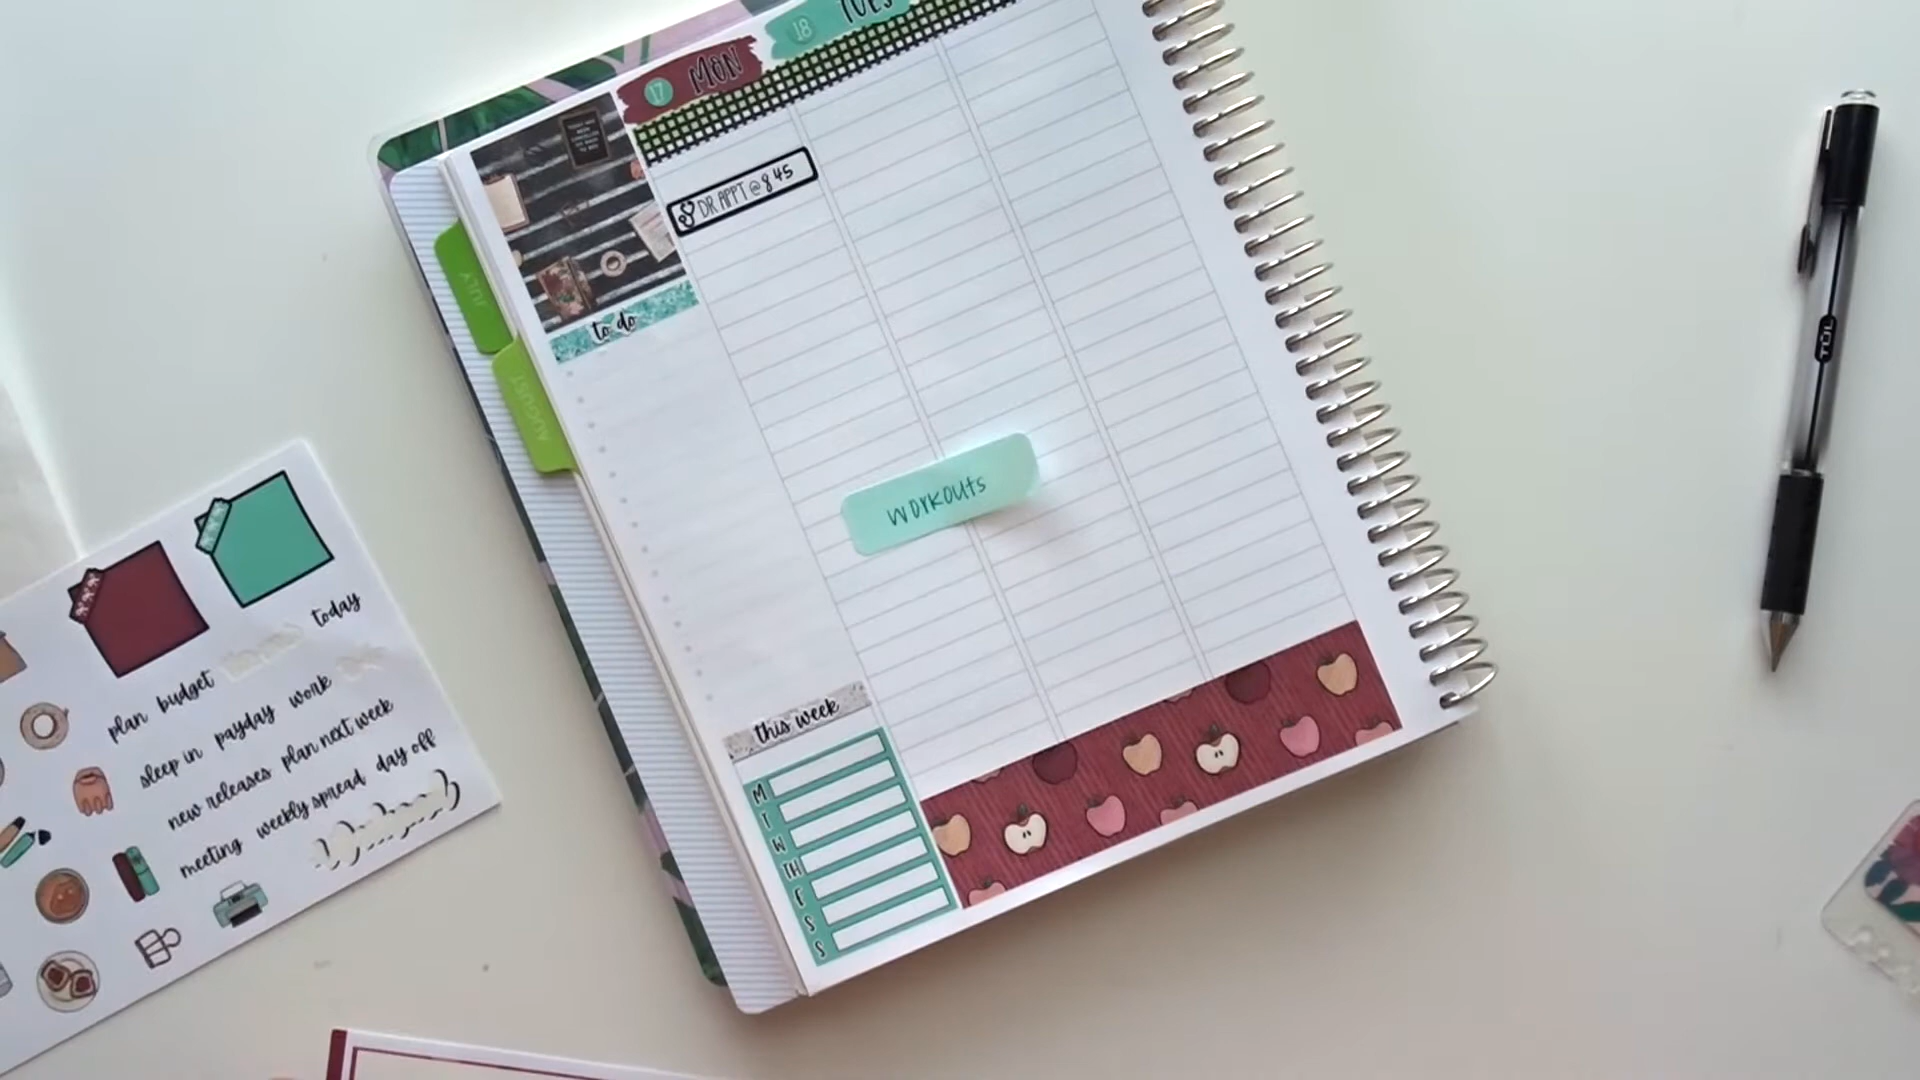 18 TUES
17 MON
DR APPT @ 8 45
JULY
to do
AUGUST
workouts
this week
M
T
W
TH
F
S
S
today
plan budget
sleep in payday work
new releases plan next week
meeting weekly spread day off
TUL